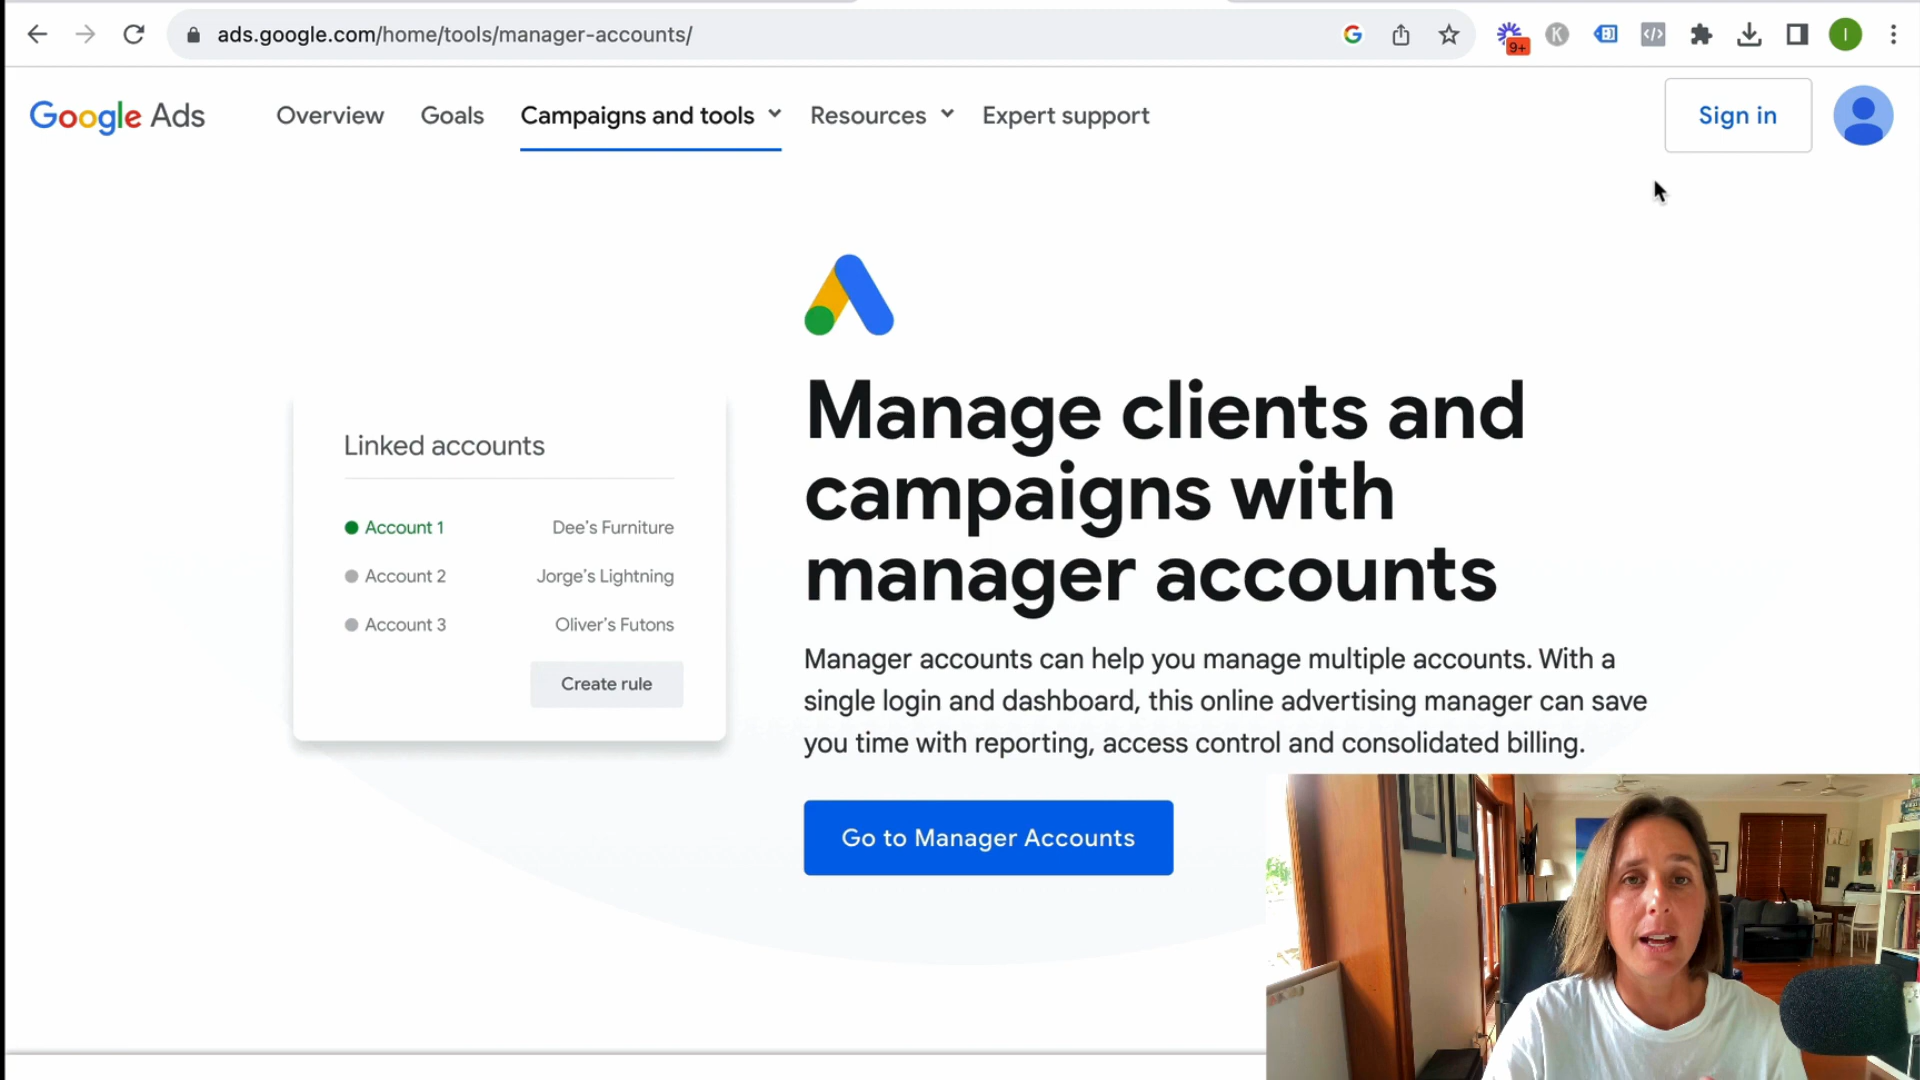 ads.google.com/home/tools/manager-accounts/
9+
K
I
Google Ads
Overview
Goals
Campaigns and tools
Resources
Expert support
Sign in
Linked accounts
Account 1 Dee's Furniture
Account 2 Jorge's Lightning
Account 3 Oliver's Futons
Create rule
Manage clients and
campaigns with
manager accounts
Manager accounts can help you manage multiple accounts. With a
single login and dashboard, this online advertising manager can save
you time with reporting, access control and consolidated billing.
Go to Manager Accounts